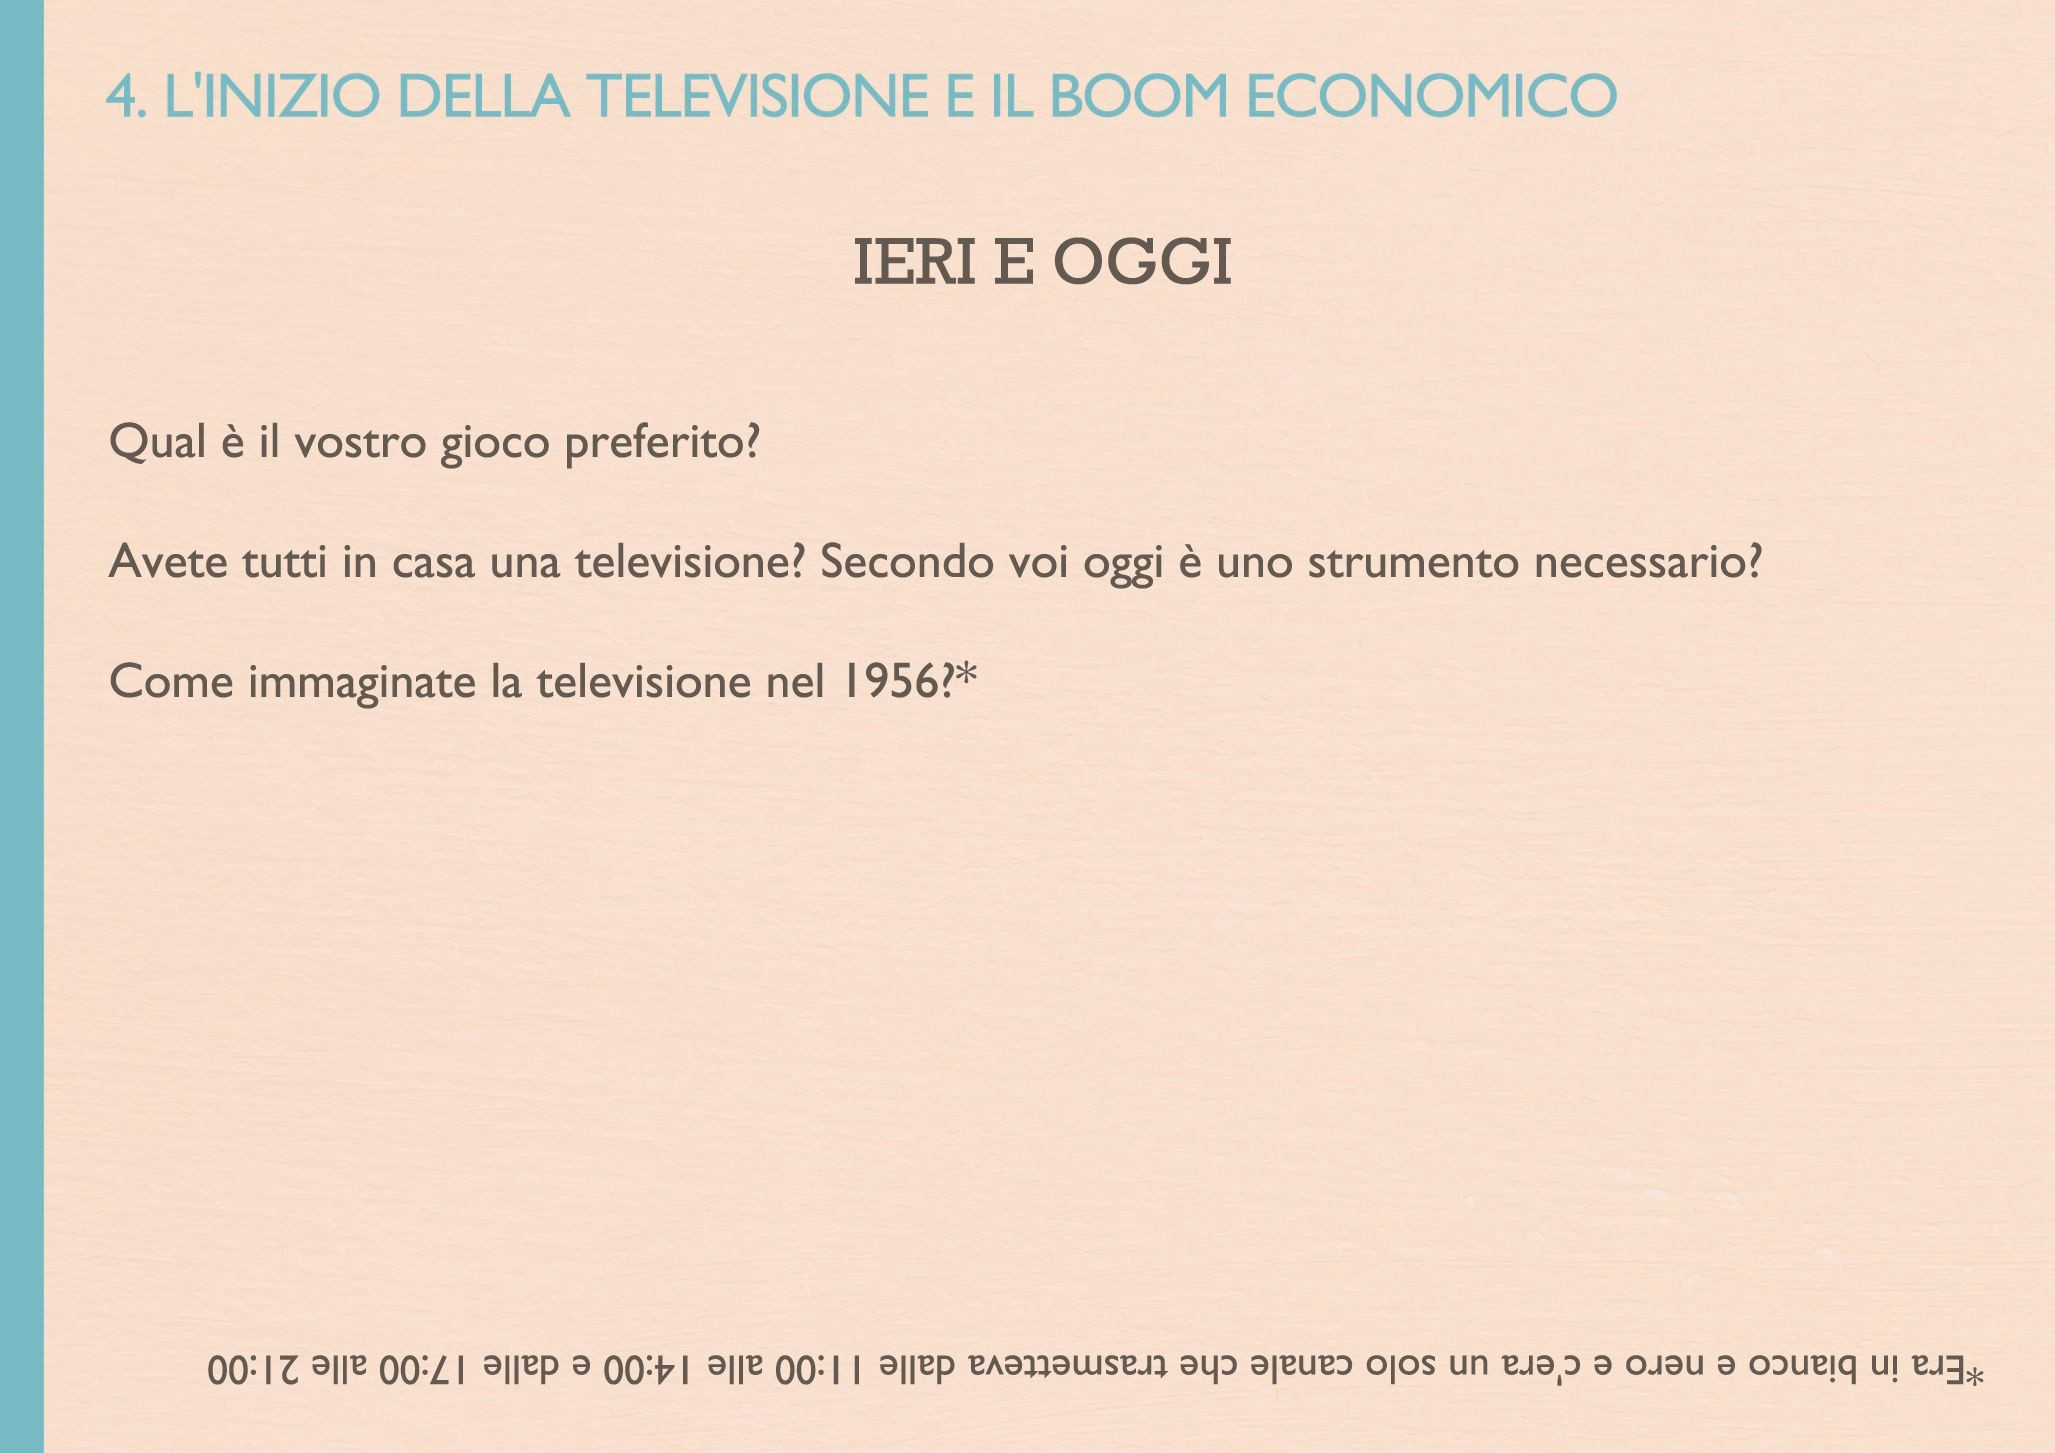 4. L'INIZIO DELLA TELEVISIONE E IL BOOM ECONOMICO
IERI E OGGI
Qual è il vostro gioco preferito?
Avete tutti in casa una televisione? Secondo voi oggi è uno strumento necessario?
Come immaginate la televisione nel 1956?*
*Era in bianco e nero e c'era un solo canale che trasmetteva dalle 11:00 alle 14:00 e dalle 17:00 alle 21:00